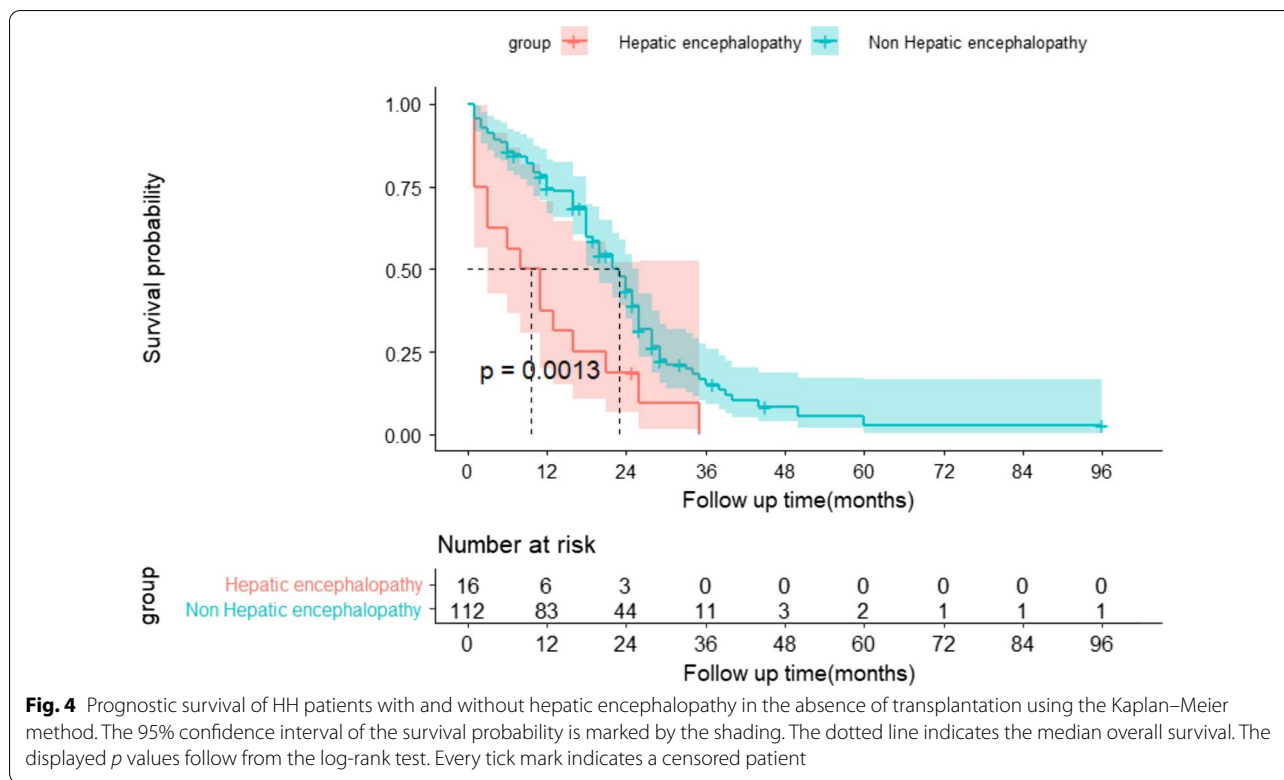 group Hepatic encephalopathy Non Hepatic encephalopathy
Survival probability
1.00
0.75
0.50
0.25
0.00
p = 0.0013
0 12 24 36 48 60 72 84 96
Follow up time(months)
Number at risk
group
Hepatic encephalopathy 16 6 3 0 0 0 0 0 0
Non Hepatic encephalopathy 112 83 44 11 3 2 1 1 1
0 12 24 36 48 60 72 84 96
Follow up time(months)
Fig. 4 Prognostic survival of HH patients with and without hepatic encephalopathy in the absence of transplantation using the Kaplan–Meier
method. The 95% confidence interval of the survival probability is marked by the shading. The dotted line indicates the median overall survival. The
displayed p values follow from the log-rank test. Every tick mark indicates a censored patient